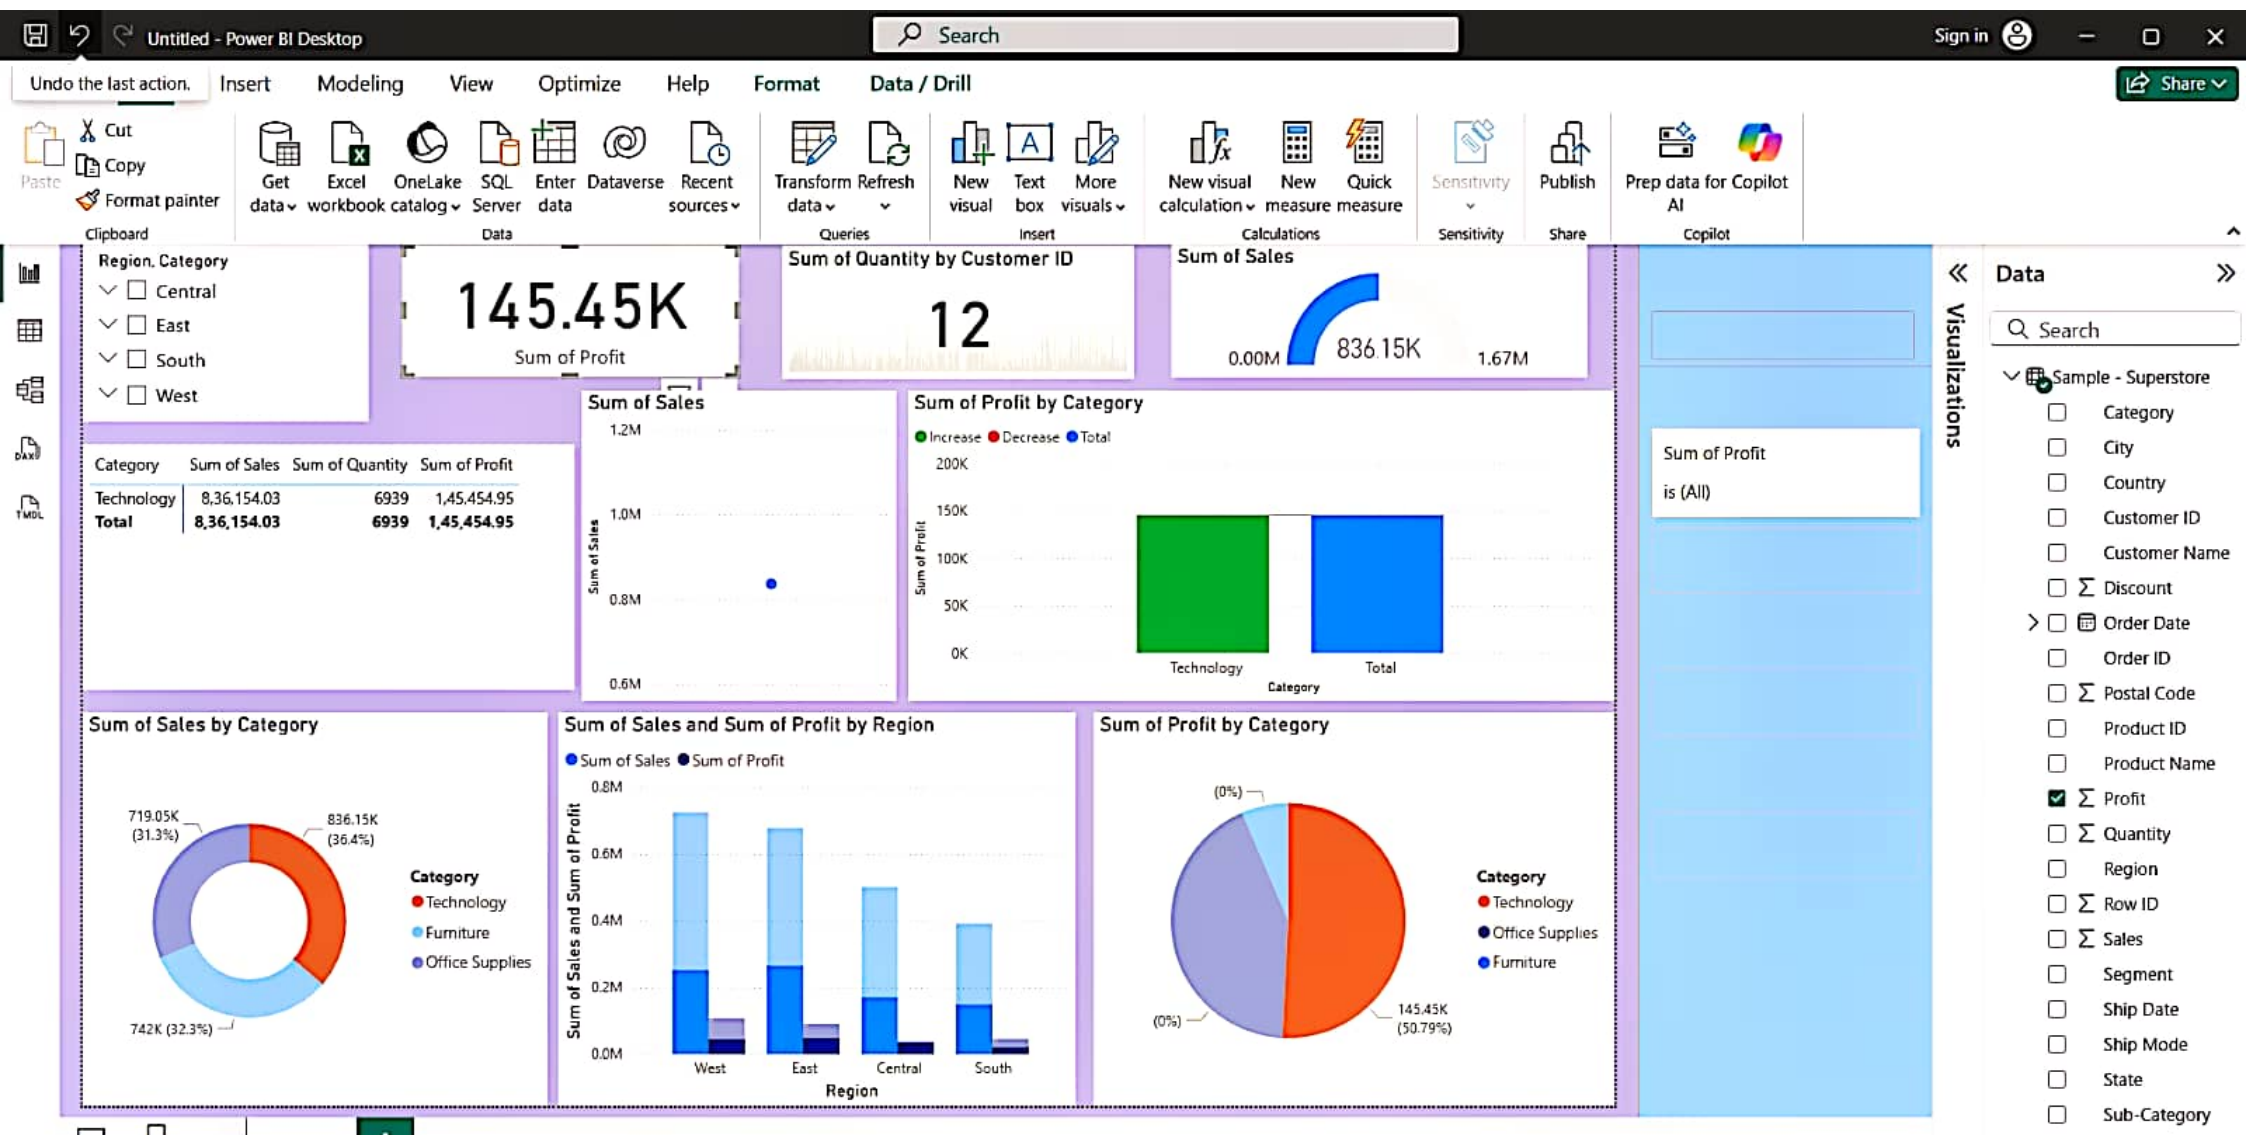 Untitled - Power BI Desktop
Search
Sign in
Undo the last action.
Insert
Modeling
View
Optimize
Help
Format
Data / Drill
Share
Paste
Cut
Copy
Format painter
Clipboard
Get data
Excel workbook
OneLake catalog
SQL Server
Enter data
Dataverse
Recent sources
Data
Transform data
Refresh
Queries
New visual
Text box
More visuals
Insert
New visual calculation
New measure
Quick measure
Calculations
Sensitivity
Sensitivity
Publish
Share
Prep data for AI
Copilot
Copilot
Region, Category
Central
East
South
West
145.45K
Sum of Profit
Sum of Quantity by Customer ID
12
Sum of Sales
836.15K
0.00M
1.67M
Category Sum of Sales Sum of Quantity Sum of Profit
Technology 8,36,154.03 6939 1,45,454.95
Total 8,36,154.03 6939 1,45,454.95
Sum of Sales
1.2M
1.0M
0.8M
0.6M
Sum of Sales
Sum of Profit by Category
Increase Decrease Total
200K
150K
100K
50K
0K
Sum of Profit
Technology Total
Category
Sum of Sales by Category
719.05K
(31.3%)
836.15K
(36.4%)
742K (32.3%)
Category
Technology
Furniture
Office Supplies
Sum of Sales and Sum of Profit by Region
Sum of Sales Sum of Profit
0.8M
0.6M
0.4M
0.2M
0.0M
Sum of Sales and Sum of Profit
West East Central South
Region
Sum of Profit by Category
(0%)
(0%)
145.45K
(50.79%)
Category
Technology
Office Supplies
Furniture
Sum of Profit
is (All)
Visualizations
Data
Search
Sample - Superstore
Category
City
Country
Customer ID
Customer Name
Discount
Order Date
Order ID
Postal Code
Product ID
Product Name
Profit
Quantity
Region
Row ID
Sales
Segment
Ship Date
Ship Mode
State
Sub-Category
DAX
TMDL